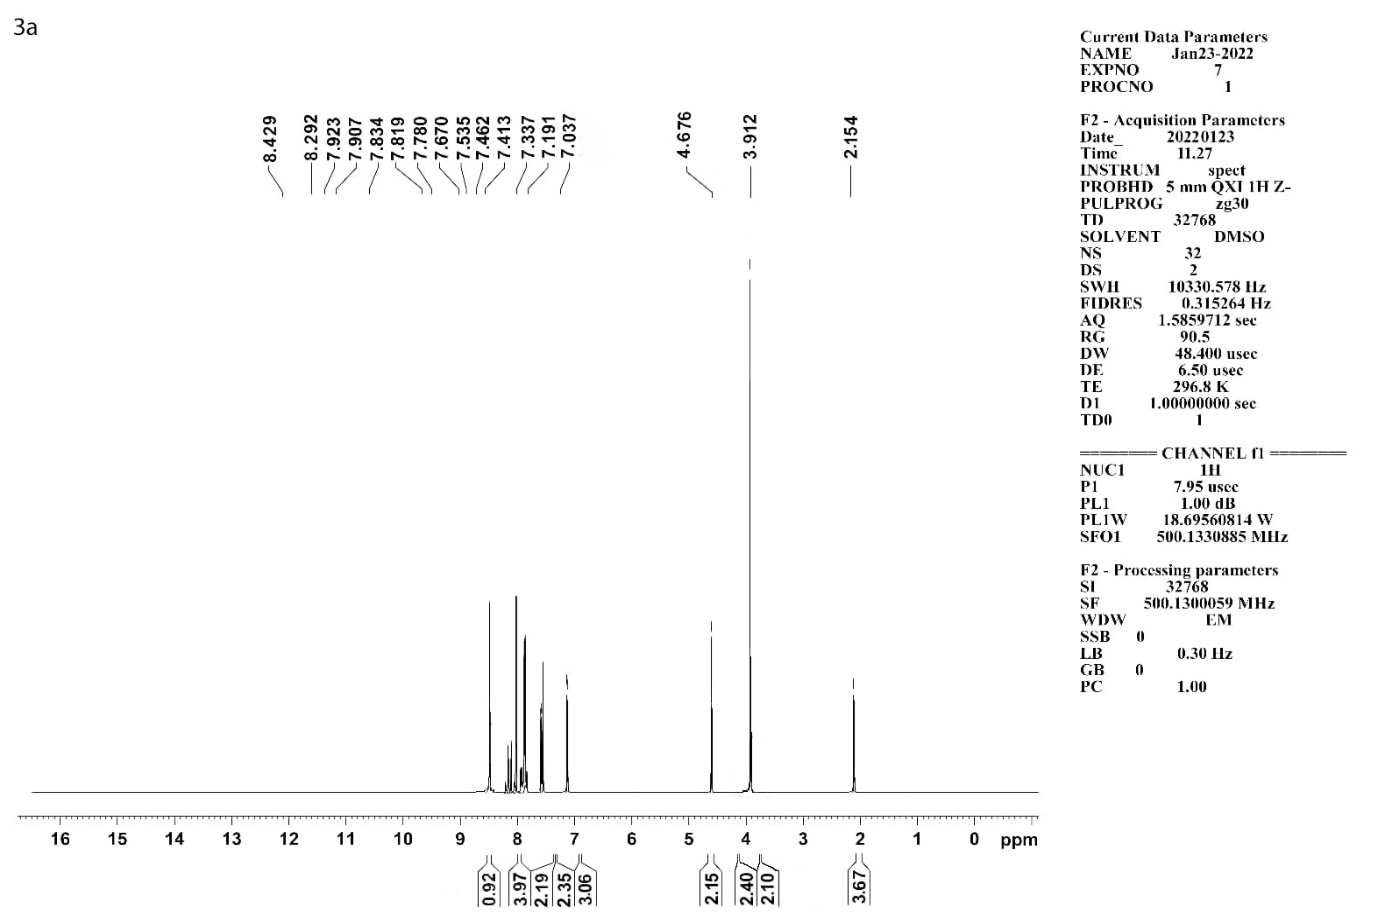 3a
8.429
8.292
7.923
7.907
7.834
7.819
7.780
7.670
7.535
7.462
7.413
7.337
7.191
7.037
4.676
3.912
2.154
Current Data Parameters
NAME Jan23-2022
EXPNO 7
PROCNO 1
F2 - Acquisition Parameters
Date_ 20220123
Time 11.27
INSTRUM spect
PROBHD 5 mm QXI 1H Z-
PULPROG zg30
TD 32768
SOLVENT DMSO
NS 32
DS 2
SWH 10330.578 Hz
FIDRES 0.315264 Hz
AQ 1.5859712 sec
RG 90.5
DW 48.400 usec
DE 6.50 usec
TE 296.8 K
D1 1.00000000 sec
TD0 1
======== CHANNEL f1 ========
NUC1 1H
P1 7.95 usec
PL1 1.00 dB
PL1W 18.69560814 W
SFO1 500.1330885 MHz
F2 - Processing parameters
SI 32768
SF 500.1300059 MHz
WDW EM
SSB 0
LB 0.30 Hz
GB 0
PC 1.00
16 15 14 13 12 11 10 9 8 7 6 5 4 3 2 1 0 ppm
0.92
3.97
2.19
2.35
3.06
2.15
2.40
2.10
3.67